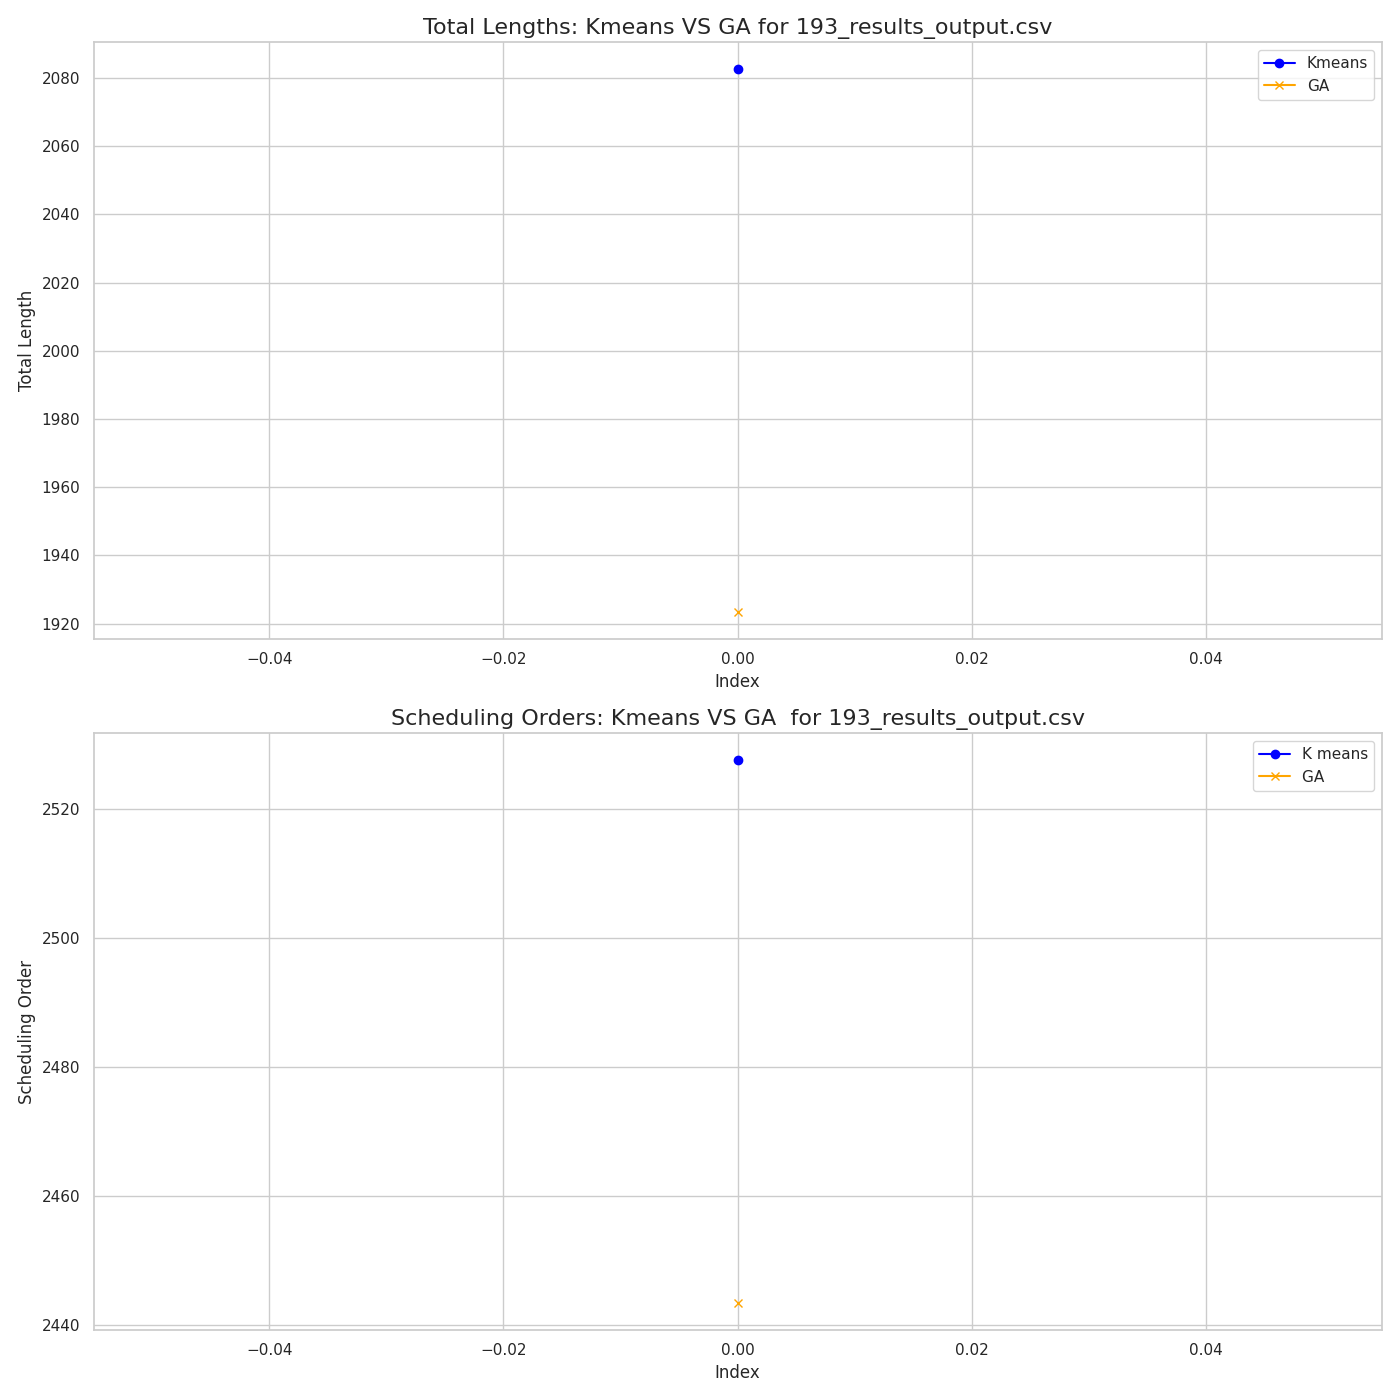 Total Lengths: Kmeans VS GA for 193_results_output.csv
Kmeans
GA
2080
2060
2040
2020
2000
1980
1960
1940
1920
Total Length
−0.04 −0.02 0.00 0.02 0.04
Index
Scheduling Orders: Kmeans VS GA  for 193_results_output.csv
K means
GA
2520
2500
2480
2460
2440
Scheduling Order
−0.04 −0.02 0.00 0.02 0.04
Index